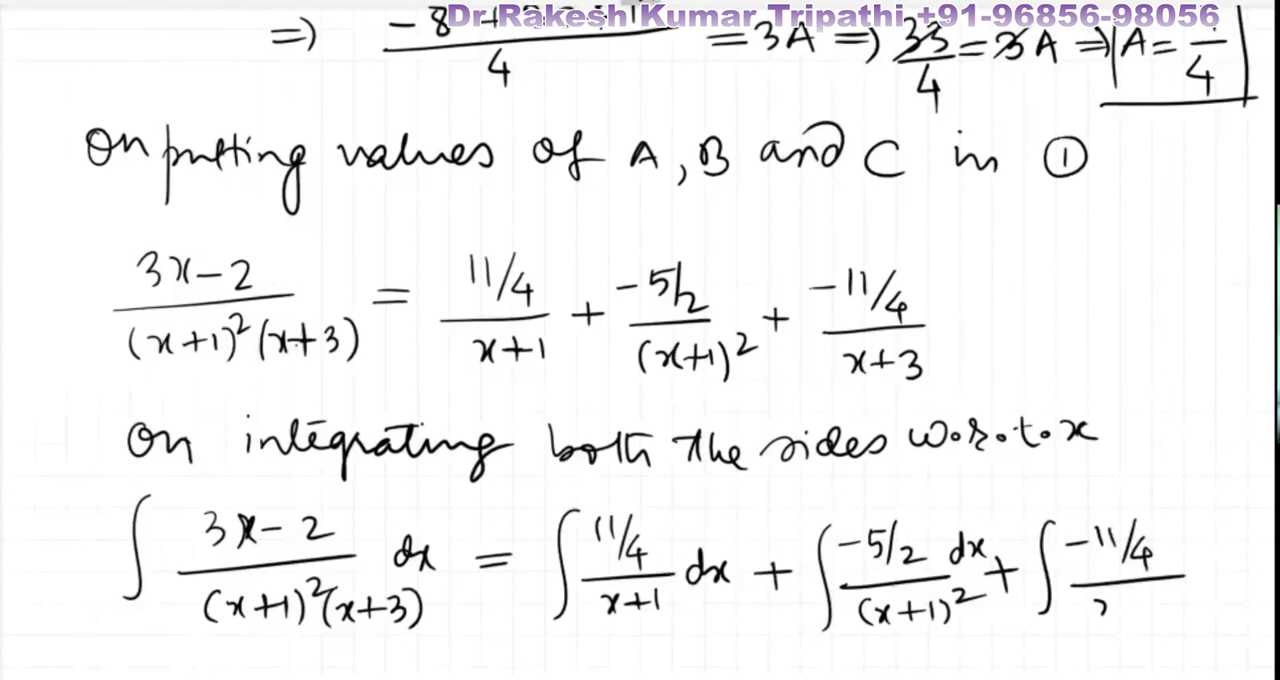 Dr Rakesh Kumar Tripathi +91-96856-98056
=> /4 = 3A => 33/4 = 3A => A = /4
On putting values of A, B and C in ①
3x-2/(x+1)²(x+3) = 11/4/x+1 + -5/2/(x+1)² + -11/4/x+3
On integrating both the sides w.r.t.x
∫ 3x-2/(x+1)²(x+3) dx = ∫ 11/4/x+1 dx + ∫ -5/2 dx/(x+1)² + ∫ -11/4